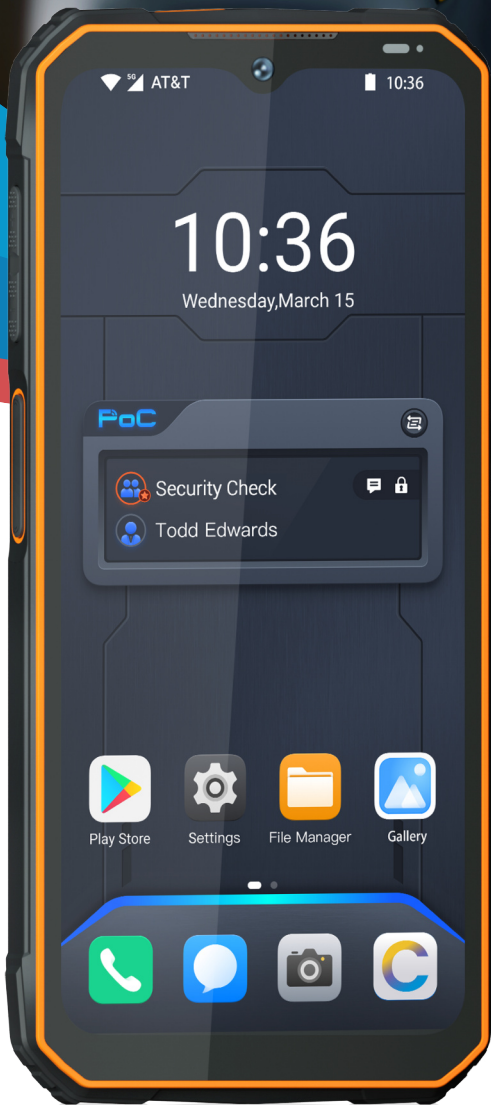 5G AT&T 10:36
10:36
Wednesday,March 15
PoC
Security Check
Todd Edwards
Play Store Settings File Manager Gallery
C